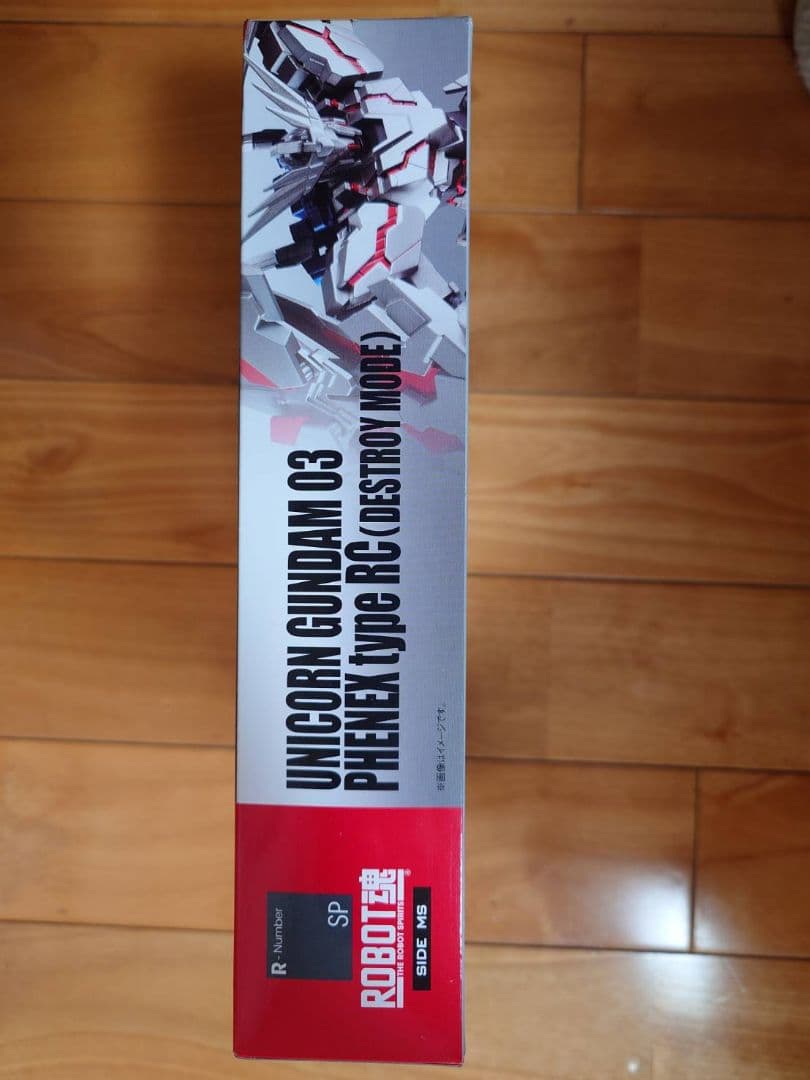 UNICORN GUNDAM 03
PHENEX type RC (DESTROY MODE)
※画像はイメージです。
R-Number
SP
ROBOT魂®
THE ROBOT SPIRITS
SIDE MS